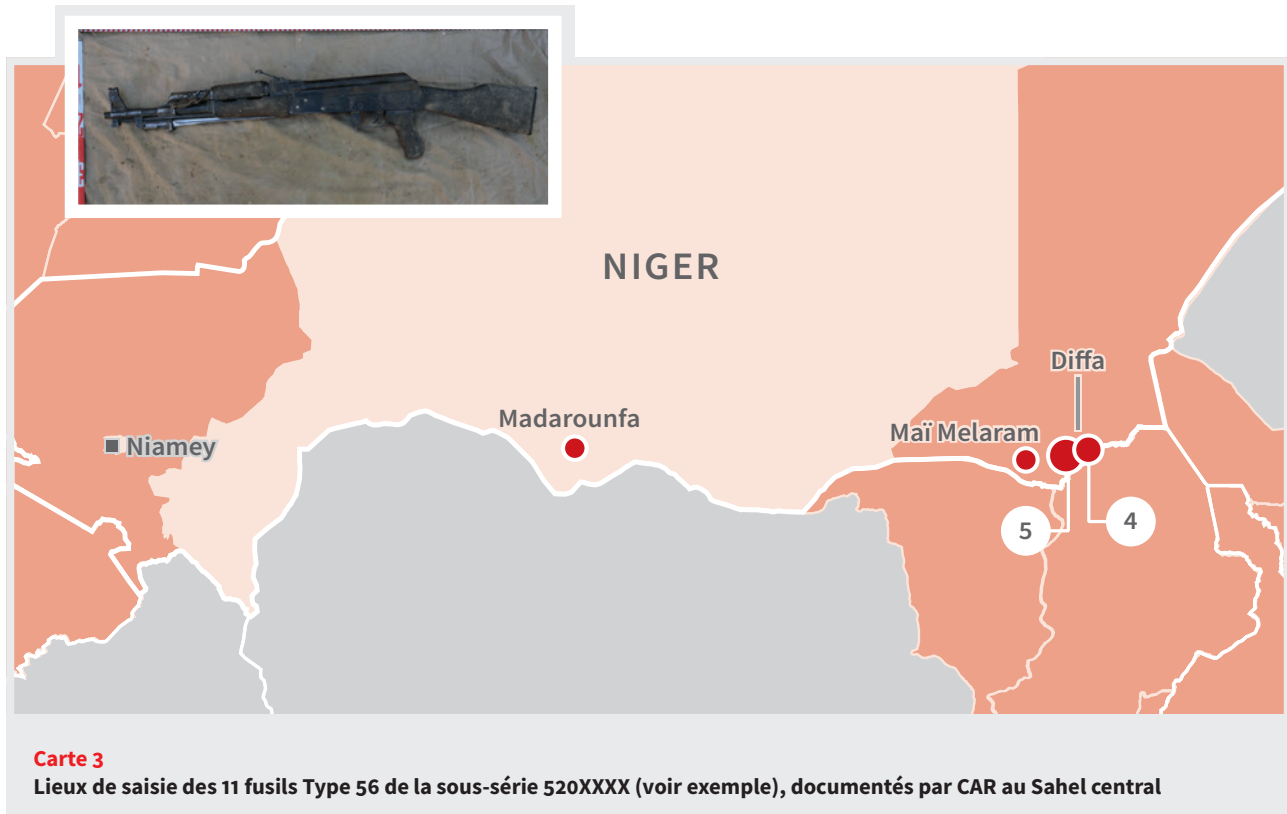 NIGER
Diffa
Madarounfa
Maï Melaram
Niamey
5
4
Carte 3
Lieux de saisie des 11 fusils Type 56 de la sous-série 520XXXX (voir exemple), documentés par CAR au Sahel central